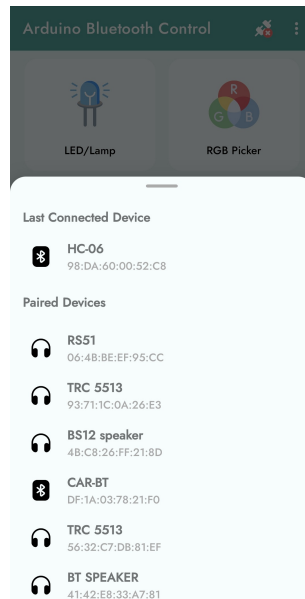 Arduino Bluetooth Control
R
G B
LED/Lamp
RGB Picker
Last Connected Device
HC-06
98:DA:60:00:52:C8
Paired Devices
RS51
06:4B:BE:EF:95:CC
TRC 5513
93:71:1C:0A:26:E3
BS12 speaker
4B:C8:26:FF:21:8D
CAR-BT
DF:1A:03:78:21:F0
TRC 5513
56:32:C7:DB:81:EF
BT SPEAKER
41:42:E8:33:A7:81